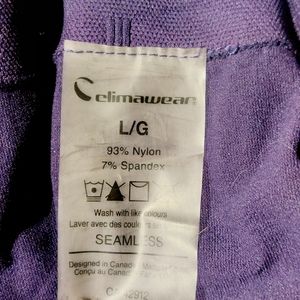 climawear
L/G
93% Nylon
7% Spandex
Wash with like colours
Laver avec des couleurs
SEAMLESS
Designed in Canada
Conçu au Canada